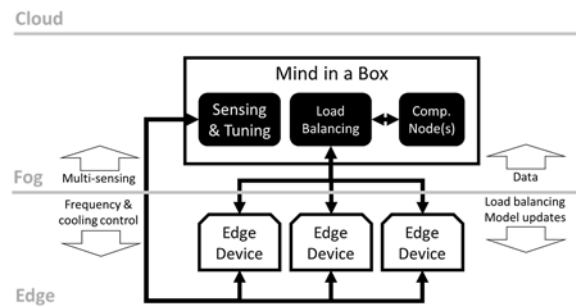 Cloud
Mind in a Box
Sensing
& Tuning
Load
Balancing
Comp.
Node(s)
Multi-sensing
Data
Fog
Frequency &
cooling control
Load balancing
Model updates
Edge
Device
Edge
Device
Edge
Device
Edge